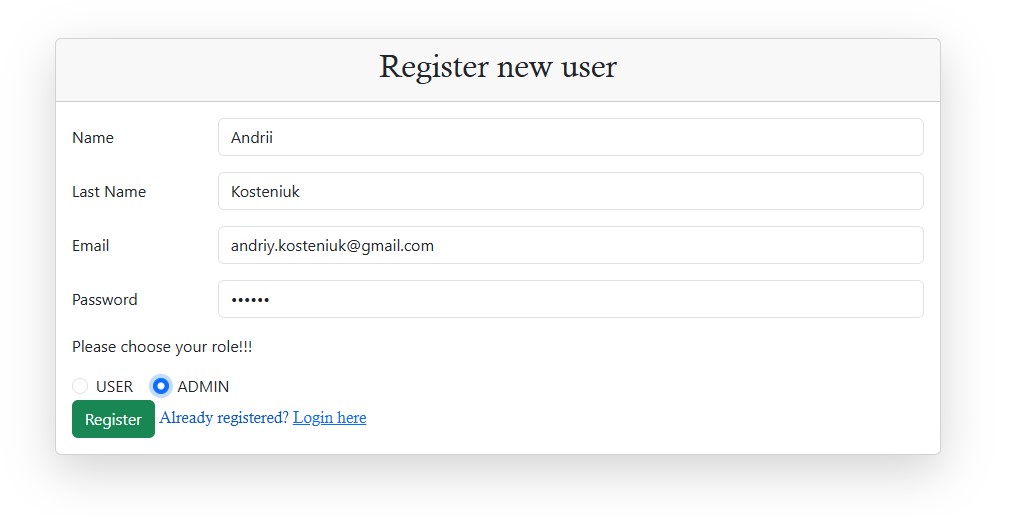 Register new user
Name Andrii
Last Name Kosteniuk
Email andriy.kosteniuk@gmail.com
Password ••••••
Please choose your role!!!
USER ADMIN
Register Already registered? Login here